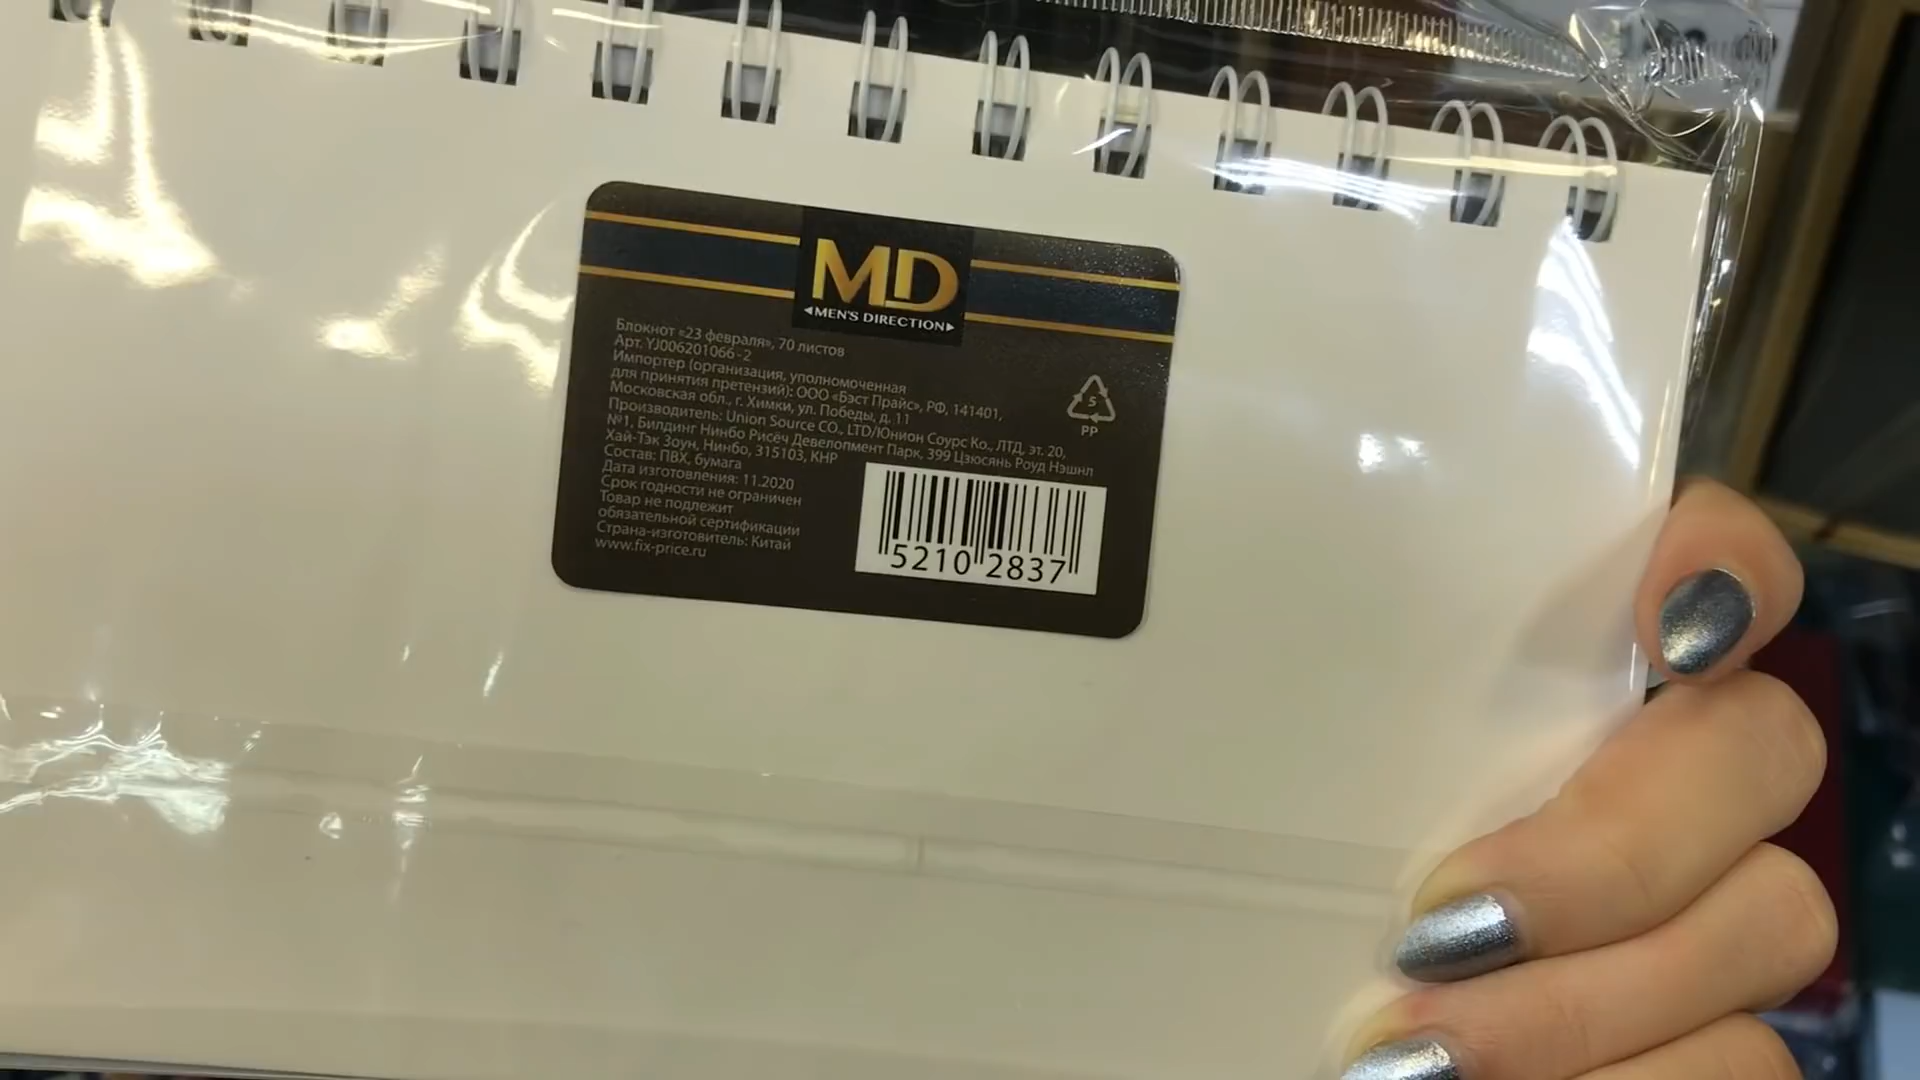 MD
MEN'S DIRECTION
Блокнот «23 февраля», 70 листов
Арт. YJ006201066-2
Импортер (организация, уполномоченная
для принятия претензий): ООО «Бэст Прайс», РФ, 141401,
Московская обл., г. Химки, ул. Победы, д. 11
Производитель: Union Source CO., LTD/Юнион Соурс Ко., ЛТД, эт. 20,
№1, Билдинг Нинбо Рисёч Девелопмент Парк, 399 Цзюсянь Роуд Нэшнл
Хай-Тэк Зоун, Нинбо, 315103, КНР
Состав: ПВХ, бумага
Дата изготовления: 11.2020
Срок годности не ограничен
Товар не подлежит
обязательной сертификации
Страна-изготовитель: Китай
www.fix-price.ru
5
PP
5210 2837